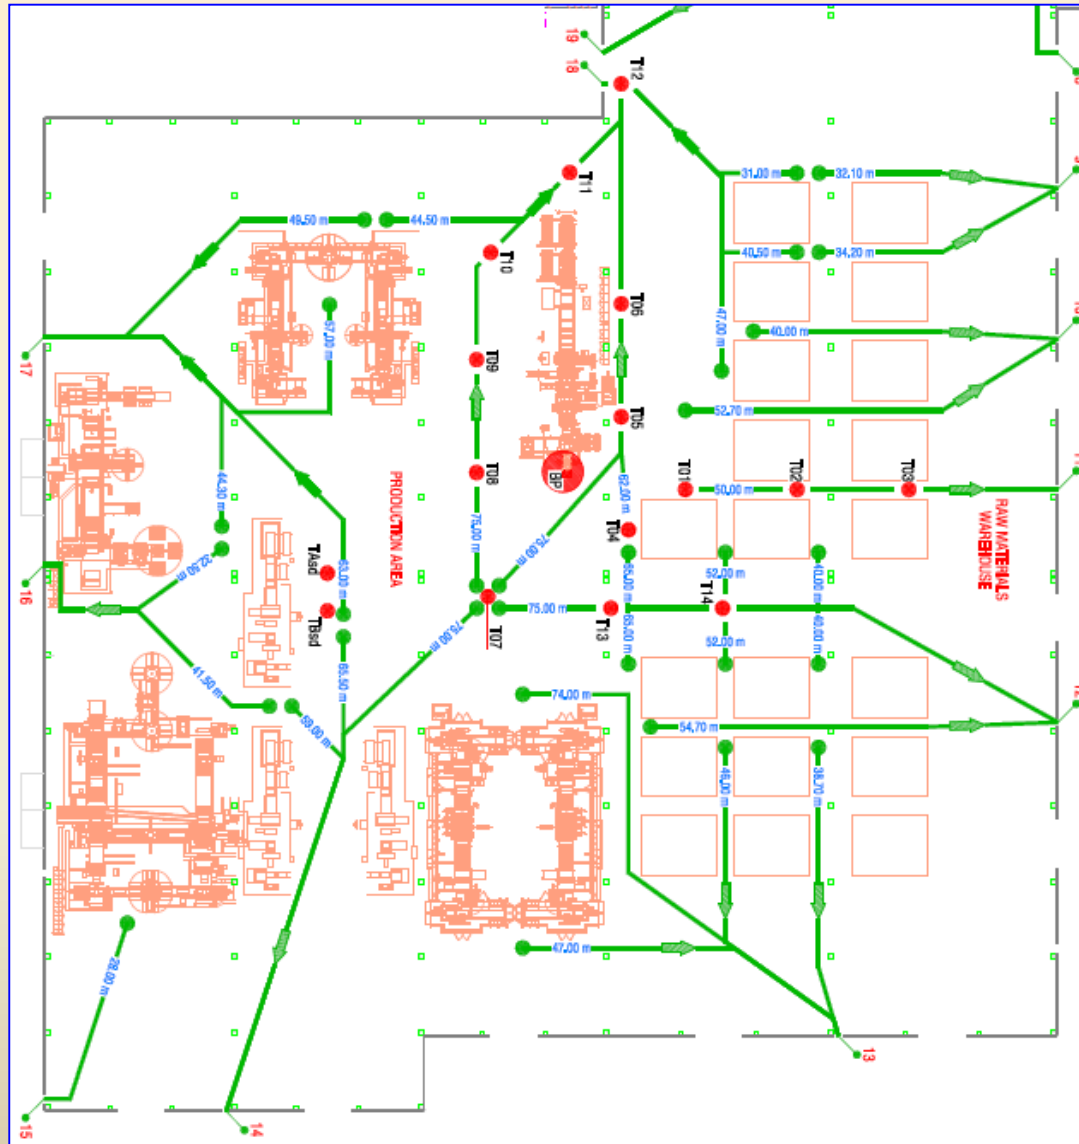 19
18
T12
31.00 m
32.10 m
T11
49.50 m
44.50 m
T10
40.50 m
34.20 m
T06
57.00 m
47.00 m
40.00 m
17
T09
T05
52.70 m
T08
BP
PRODUCTION AREA
44.30 m
62.00 m
T01
50.00 m
T02
T03
RAW MATERIALS
WAREHOUSE
75.00 m
75.00 m
T04
32.50 m
TAsd
63.00 m
65.00 m
52.00 m
40.00 m
16
TBsd
T07
75.00 m
T13
T14
65.00 m
52.00 m
40.00 m
75.00 m
65.50 m
41.50 m
59.00 m
74.00 m
54.70 m
46.00 m
38.70 m
47.00 m
28.00 m
13
15
14